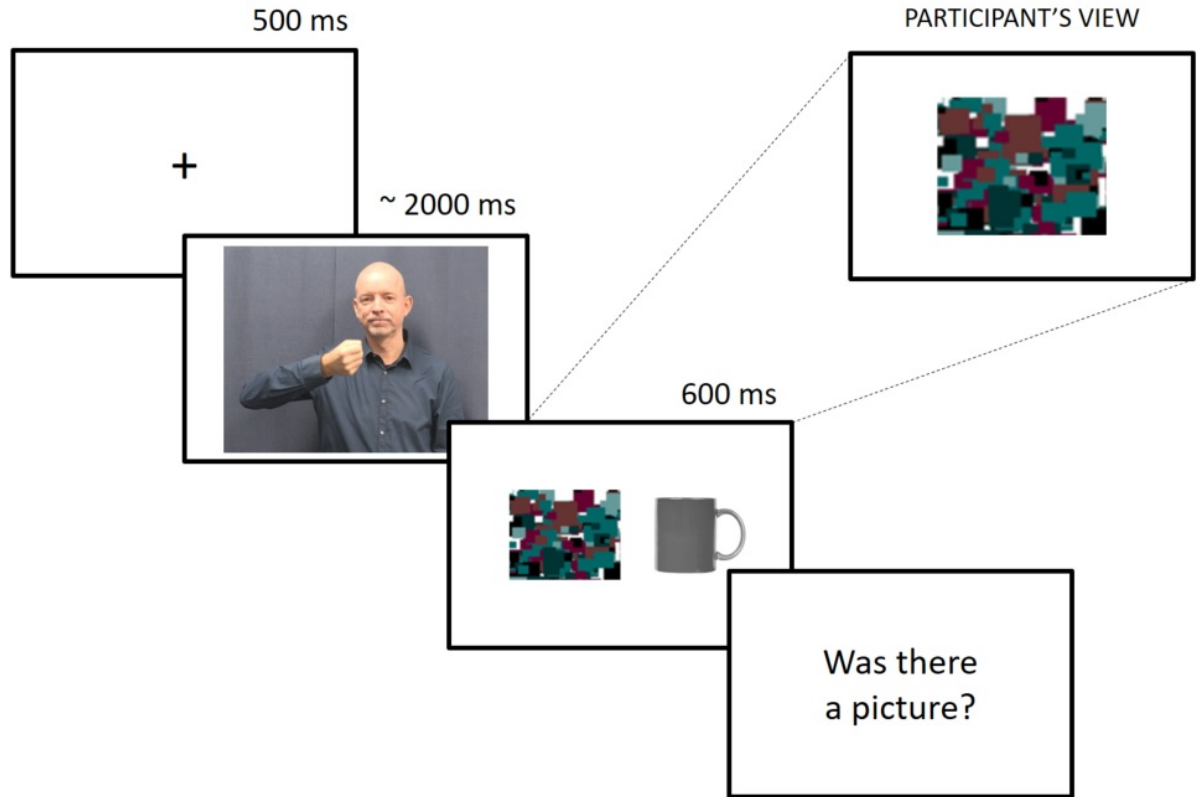 500 ms
PARTICIPANT'S VIEW
+
~ 2000 ms
600 ms
Was there
a picture?